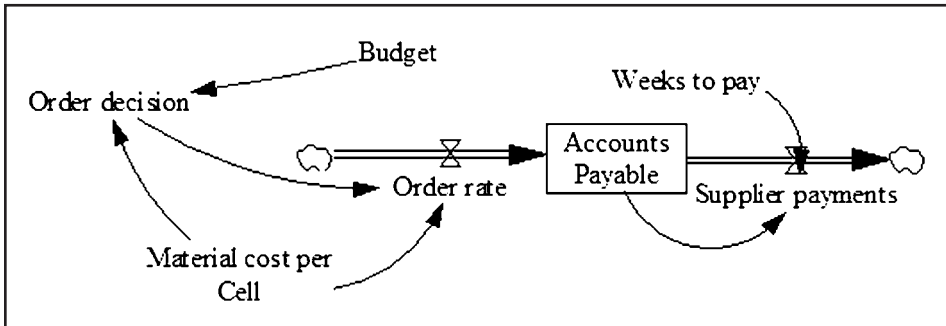 Budget
Weeks to pay
Order decision
Accounts
Payable
Order rate
Supplier payments
Material cost per
Cell